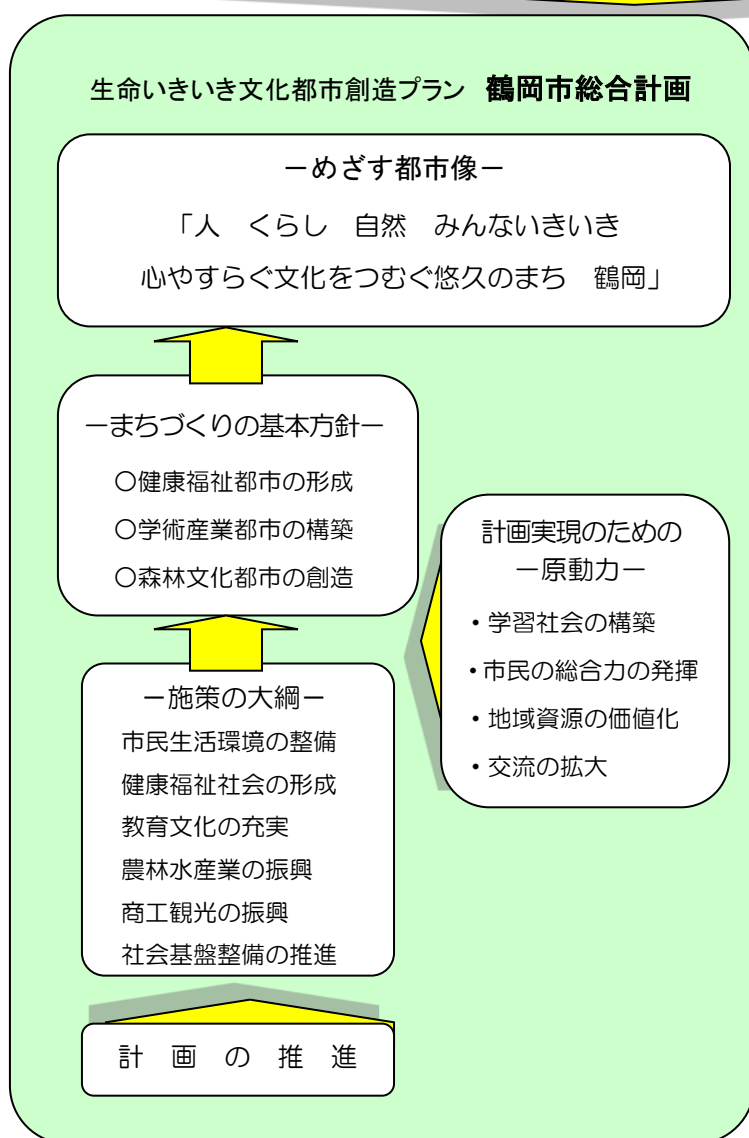 生命いきいき文化都市創造プラン　鶴岡市総合計画
－めざす都市像－
「人　くらし　自然　みんないきいき
心やすらぐ文化をつむぐ悠久のまち　鶴岡」
－まちづくりの基本方針－
○健康福祉都市の形成
○学術産業都市の構築
○森林文化都市の創造
計画実現のための
－原動力－
・学習社会の構築
・市民の総合力の発揮
・地域資源の価値化
・交流の拡大
－施策の大綱－
市民生活環境の整備
健康福祉社会の形成
教育文化の充実
農林水産業の振興
商工観光の振興
社会基盤整備の推進
計　画　の　推　進